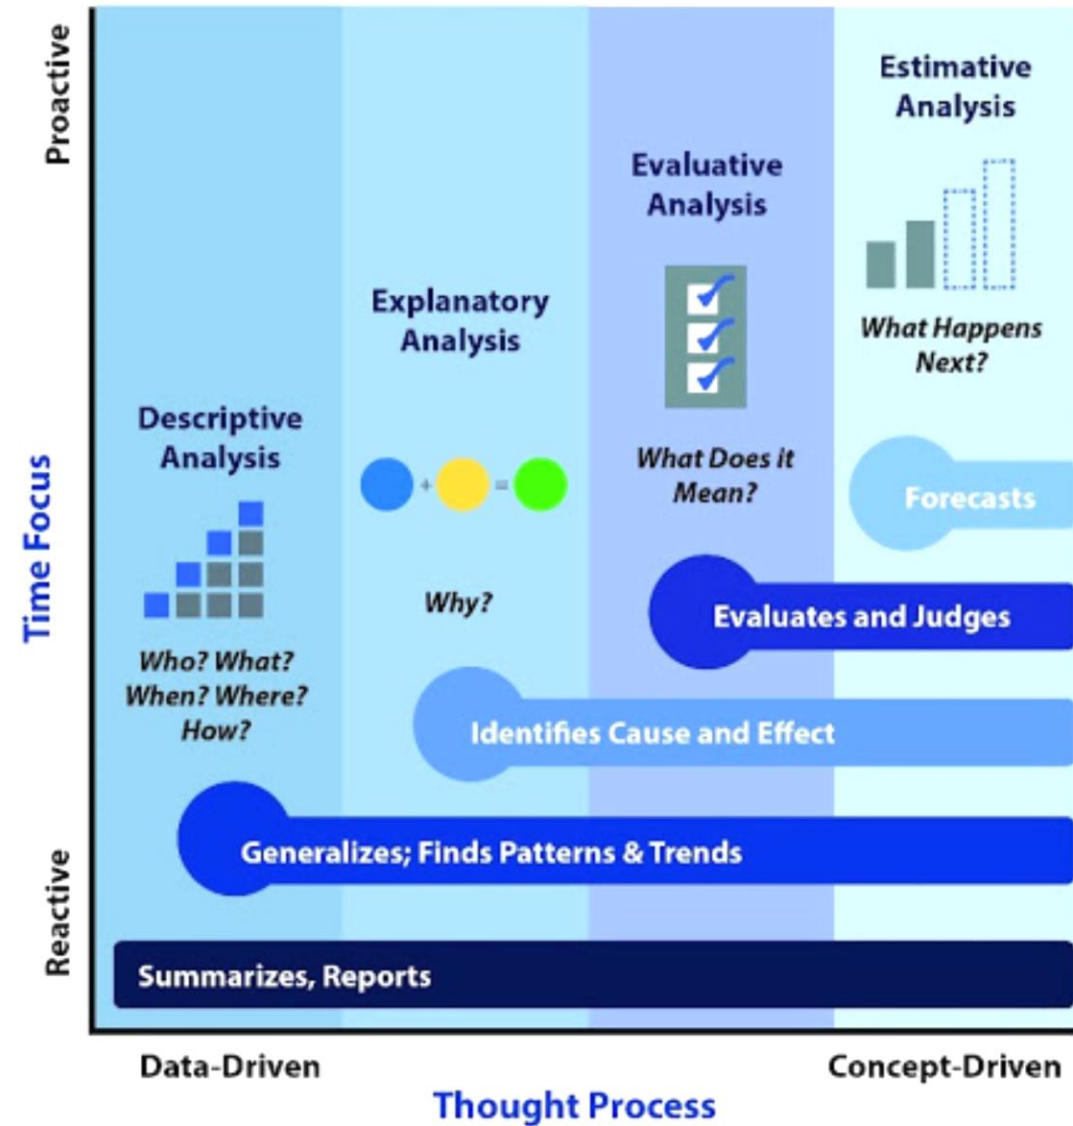 Proactive
Time Focus
Reactive
Descriptive
Analysis
Who? What?
When? Where?
How?
Explanatory
Analysis
+ =
Why?
Evaluative
Analysis
What Does it
Mean?
Estimative
Analysis
What Happens
Next?
Forecasts
Evaluates and Judges
Identifies Cause and Effect
Generalizes; Finds Patterns & Trends
Summarizes, Reports
Data-Driven
Concept-Driven
Thought Process